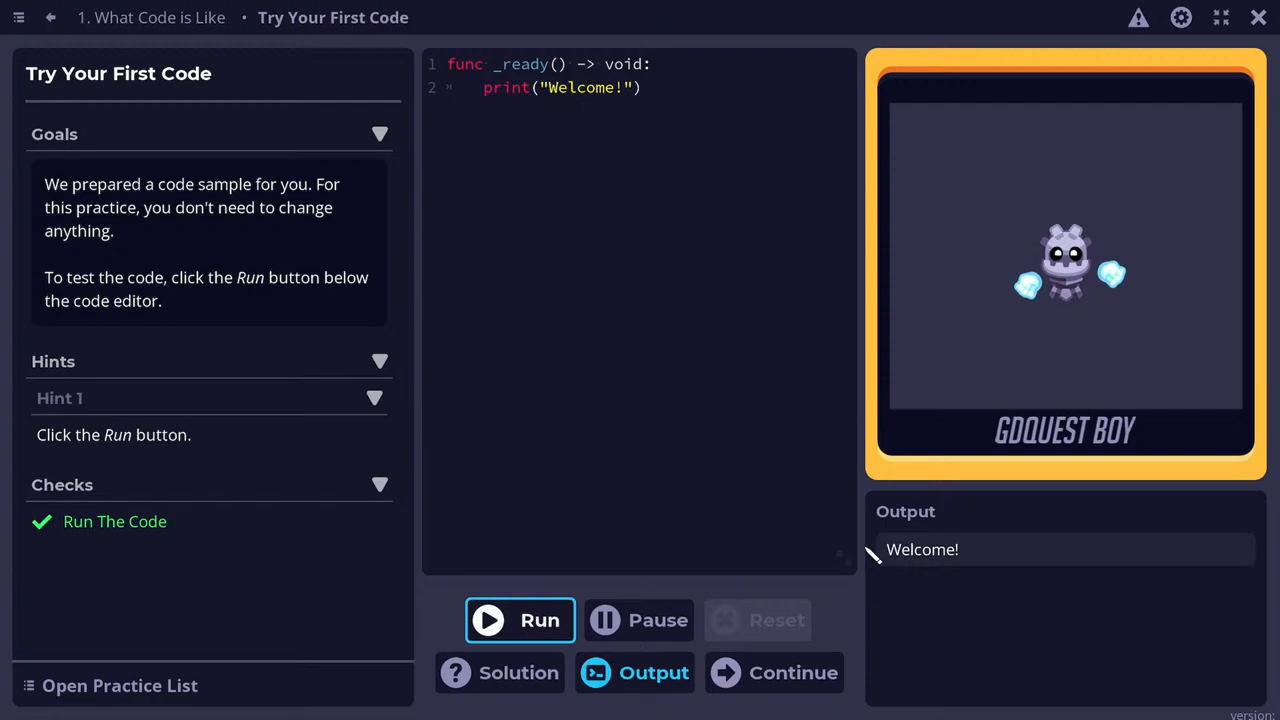 1. What Code is Like • Try Your First Code
Try Your First Code
Goals
We prepared a code sample for you. For
this practice, you don't need to change
anything.
To test the code, click the Run button below
the code editor.
Hints
Hint 1
Click the Run button.
Checks
Run The Code
Open Practice List
1 func _ready() -> void:
2 print("Welcome!")
Run
Pause
Reset
? Solution
Output
Continue
GDQUEST BOY
Output
Welcome!
version: